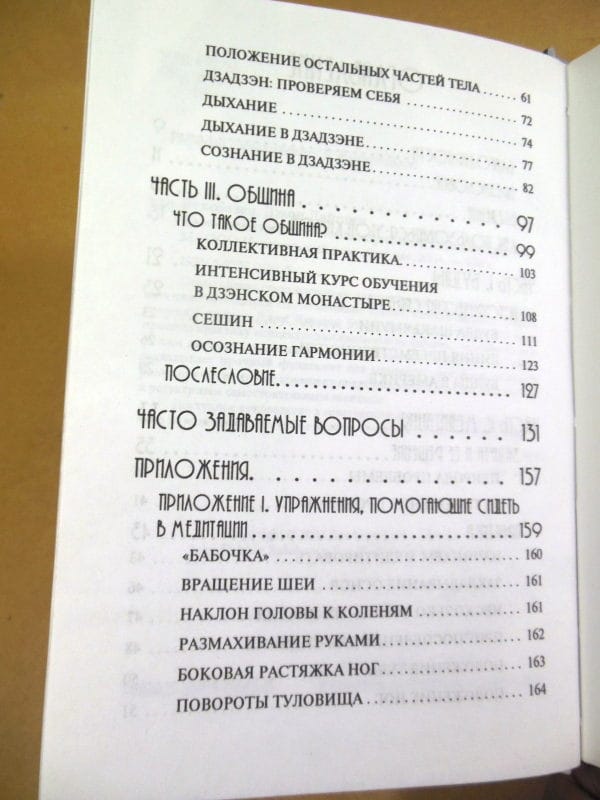 ПОЛОЖЕНИЕ ОСТАЛЬНЫХ ЧАСТЕЙ ТЕЛА ...... 61
ДЗАДЗЭН: ПРОВЕРЯЕМ СЕБЯ ............ 72
ДЫХАНИЕ ............ 74
ДЫХАНИЕ В ДЗАДЗЭНЕ ............ 77
СОЗНАНИЕ В ДЗАДЗЭНЕ ............ 82
ЧАСТЬ III. ОБЩИНА ............ 97
ЧТО ТАКОЕ ОБЩИНА? ............ 99
КОЛЛЕКТИВНАЯ ПРАКТИКА ............ 103
ИНТЕНСИВНЫЙ КУРС ОБУЧЕНИЯ
В ДЗЭНСКОМ МОНАСТЫРЕ ............ 108
СЕШИН ............ 111
ОСОЗНАНИЕ ГАРМОНИИ ............ 123
ПОСЛЕСЛОВИЕ ............ 127
ЧАСТО ЗАДАВАЕМЫЕ ВОПРОСЫ ...... 131
ПРИЛОЖЕНИЯ ............ 157
ПРИЛОЖЕНИЕ I. УПРАЖНЕНИЯ, ПОМОГАЮЩИЕ СИДЕТЬ
В МЕДИТАЦИИ ............ 159
«БАБОЧКА» ............ 160
ВРАЩЕНИЕ ШЕИ ............ 161
НАКЛОН ГОЛОВЫ К КОЛЕНЯМ ............ 161
РАЗМАХИВАНИЕ РУКАМИ ............ 162
БОКОВАЯ РАСТЯЖКА НОГ ............ 163
ПОВОРОТЫ ТУЛОВИЩА ............ 164